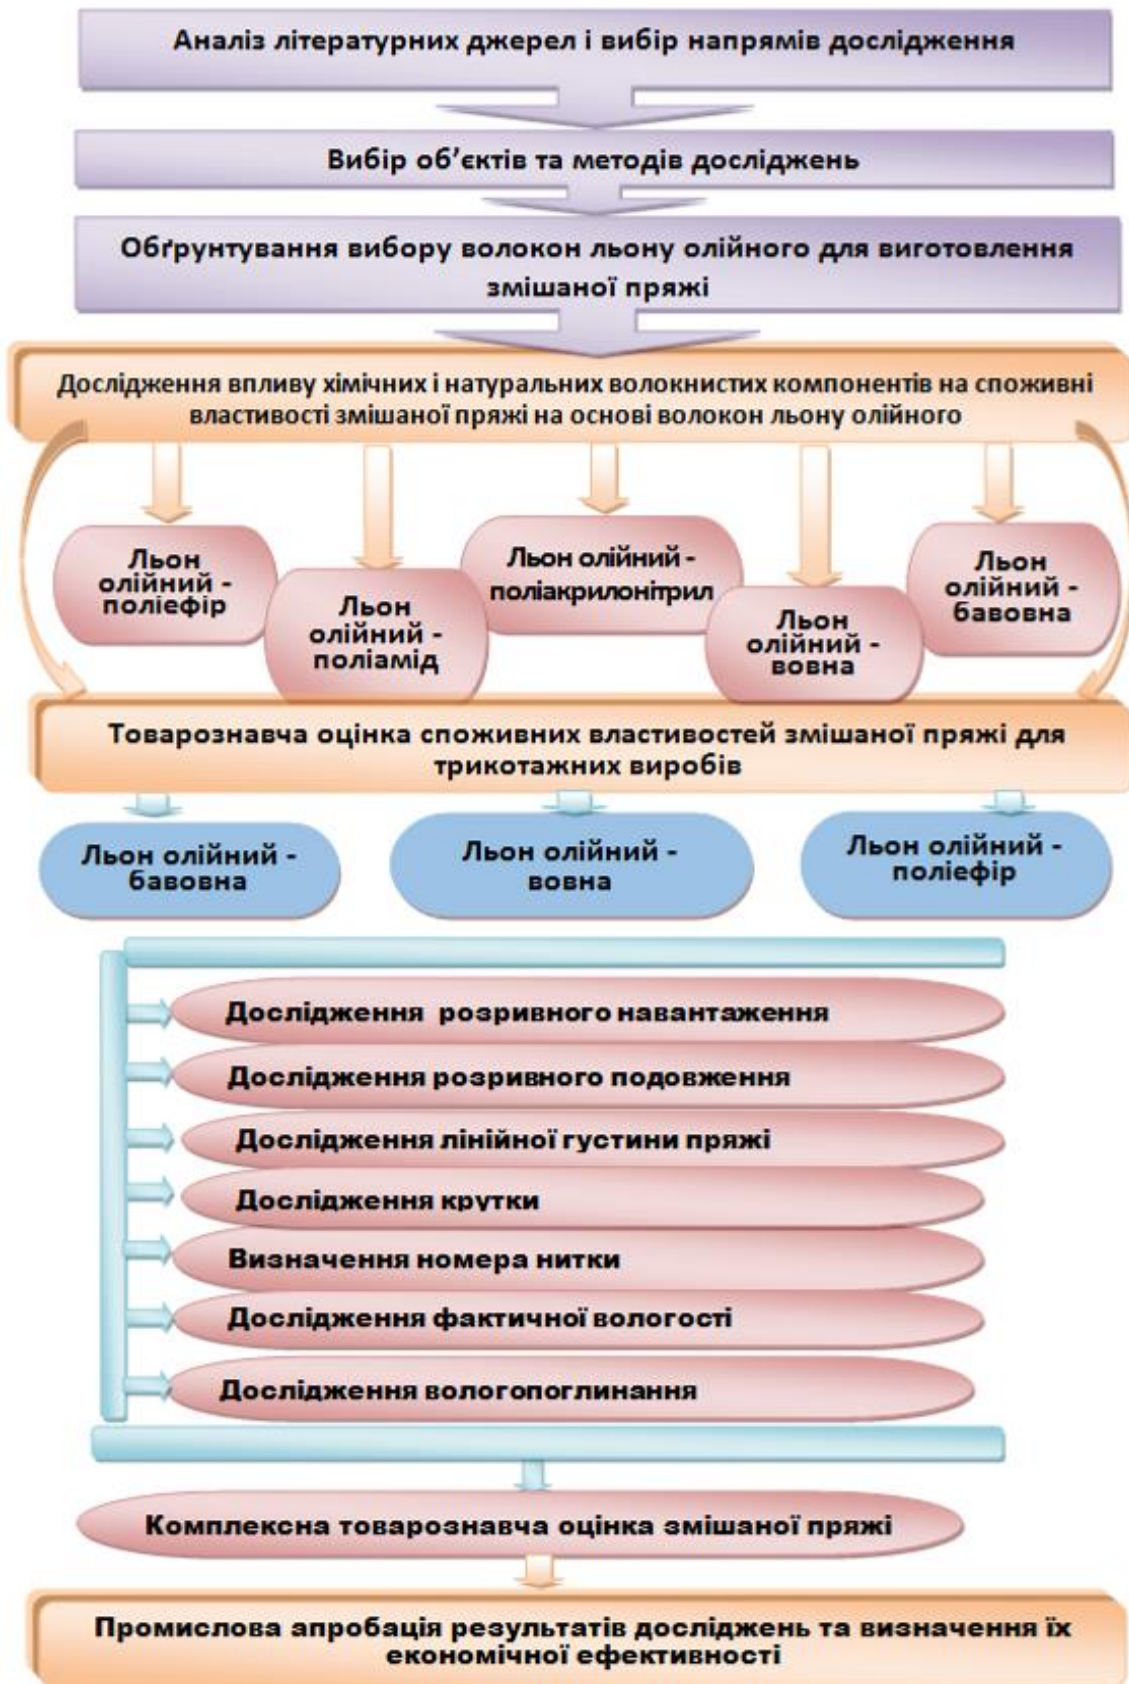 Аналіз літературних джерел і вибір напрямів дослідження
Вибір об’єктів та методів досліджень
Обґрунтування вибору волокон льону олійного для виготовлення
змішаної пряжі
Дослідження впливу хімічних і натуральних волокнистих компонентів на споживні
властивості змішаної пряжі на основі волокон льону олійного
Льон
олійний -
поліефір
Льон
олійний -
поліамід
Льон олійний -
поліакрилонітрил
Льон
олійний -
вовна
Льон
олійний -
бавовна
Товарознавча оцінка споживних властивостей змішаної пряжі для
трикотажних виробів
Льон олійний -
бавовна
Льон олійний -
вовна
Льон олійний -
поліефір
Дослідження розривного навантаження
Дослідження розривного подовження
Дослідження лінійної густини пряжі
Дослідження крутки
Визначення номера нитки
Дослідження фактичної вологості
Дослідження вологопоглинання
Комплексна товарознавча оцінка змішаної пряжі
Промислова апробація результатів досліджень та визначення їх
економічної ефективності